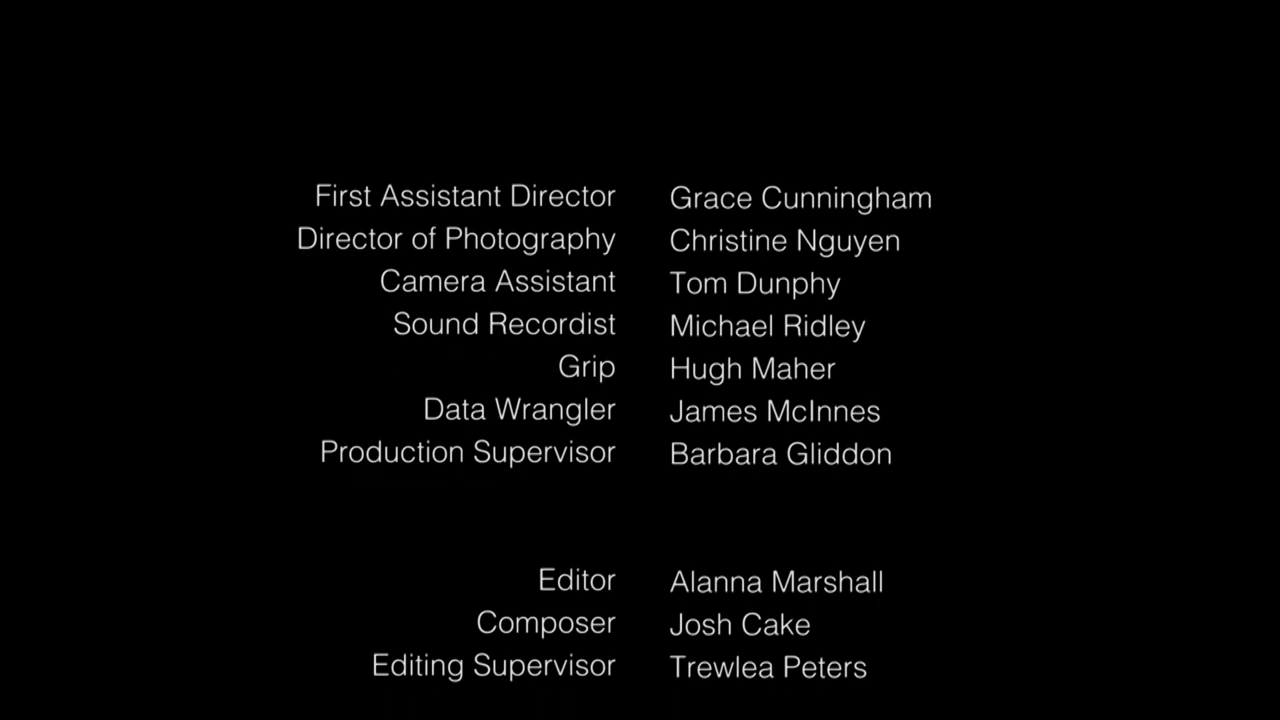 First Assistant Director Grace Cunningham
Director of Photography Christine Nguyen
Camera Assistant Tom Dunphy
Sound Recordist Michael Ridley
Grip Hugh Maher
Data Wrangler James McInnes
Production Supervisor Barbara Gliddon
Editor Alanna Marshall
Composer Josh Cake
Editing Supervisor Trewlea Peters